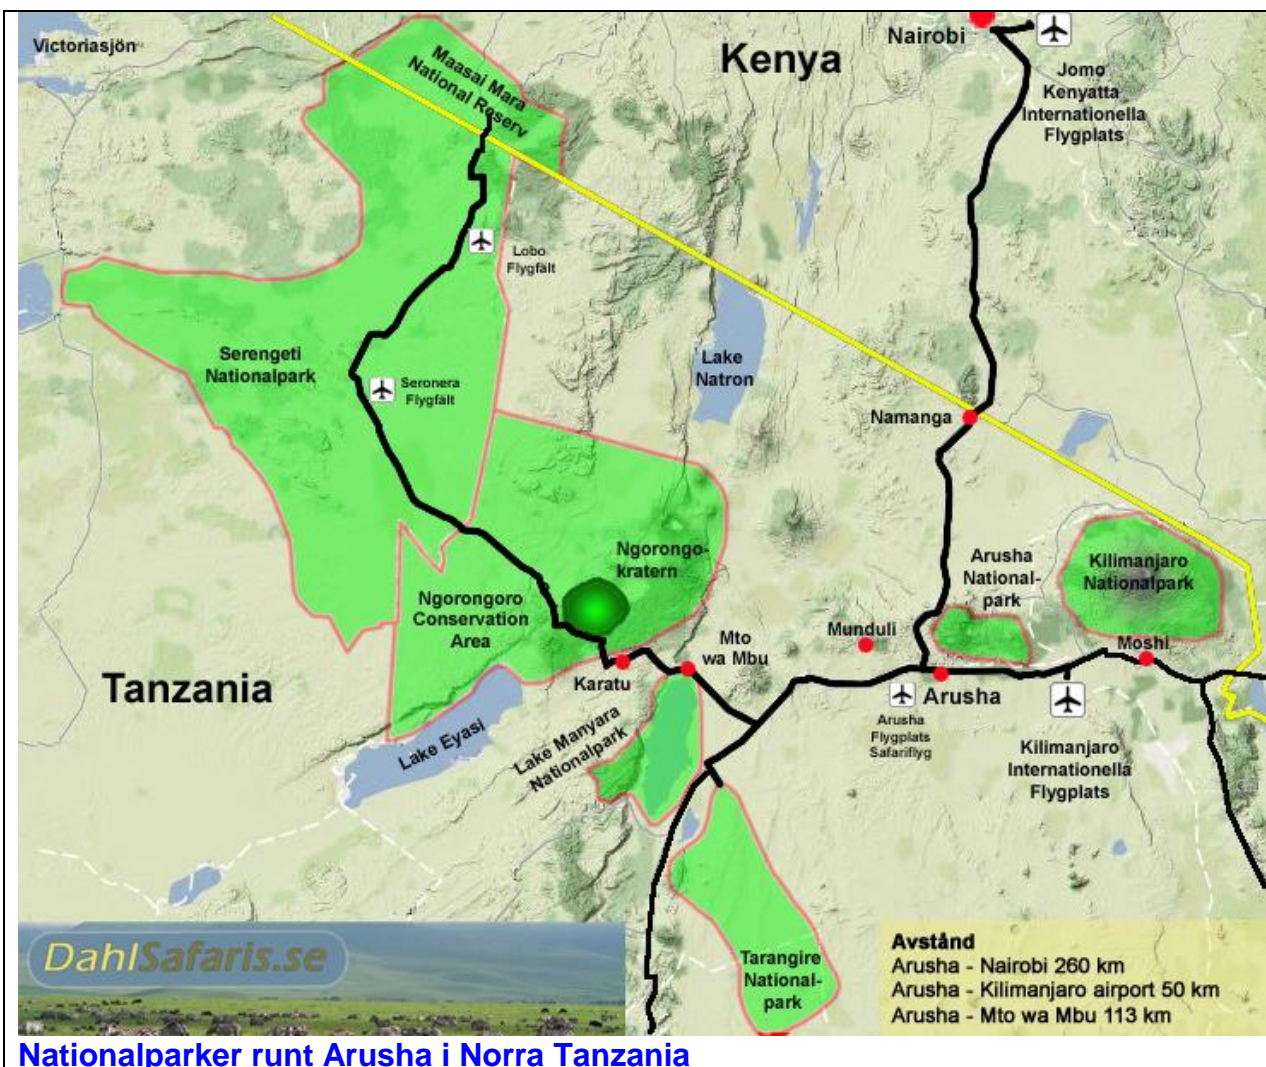 Victoriasjön
Maasai Mara
National Reserv
Kenya
Nairobi
Jomo
Kenyatta
Internationella
Flygplats
Lobo
Flygfält
Serengeti
Nationalpark
Seronera
Flygfält
Lake
Natron
Namanga
Ngorongo-
kratern
Arusha
National-
park
Kilimanjaro
Nationalpark
Ngorongoro
Conservation
Area
Munduli
Mto
wa Mbu
Moshi
Tanzania
Karatu
Arusha
Lake Eyasi
Lake Manyara
Nationalpark
Arusha
Flygplats
Safariflyg
Kilimanjaro
Internationella
Flygplats
Tarangire
National-
park
DahlSafaris.se
Avstånd
Arusha - Nairobi 260 km
Arusha - Kilimanjaro airport 50 km
Arusha - Mto wa Mbu 113 km
Nationalparker runt Arusha i Norra Tanzania